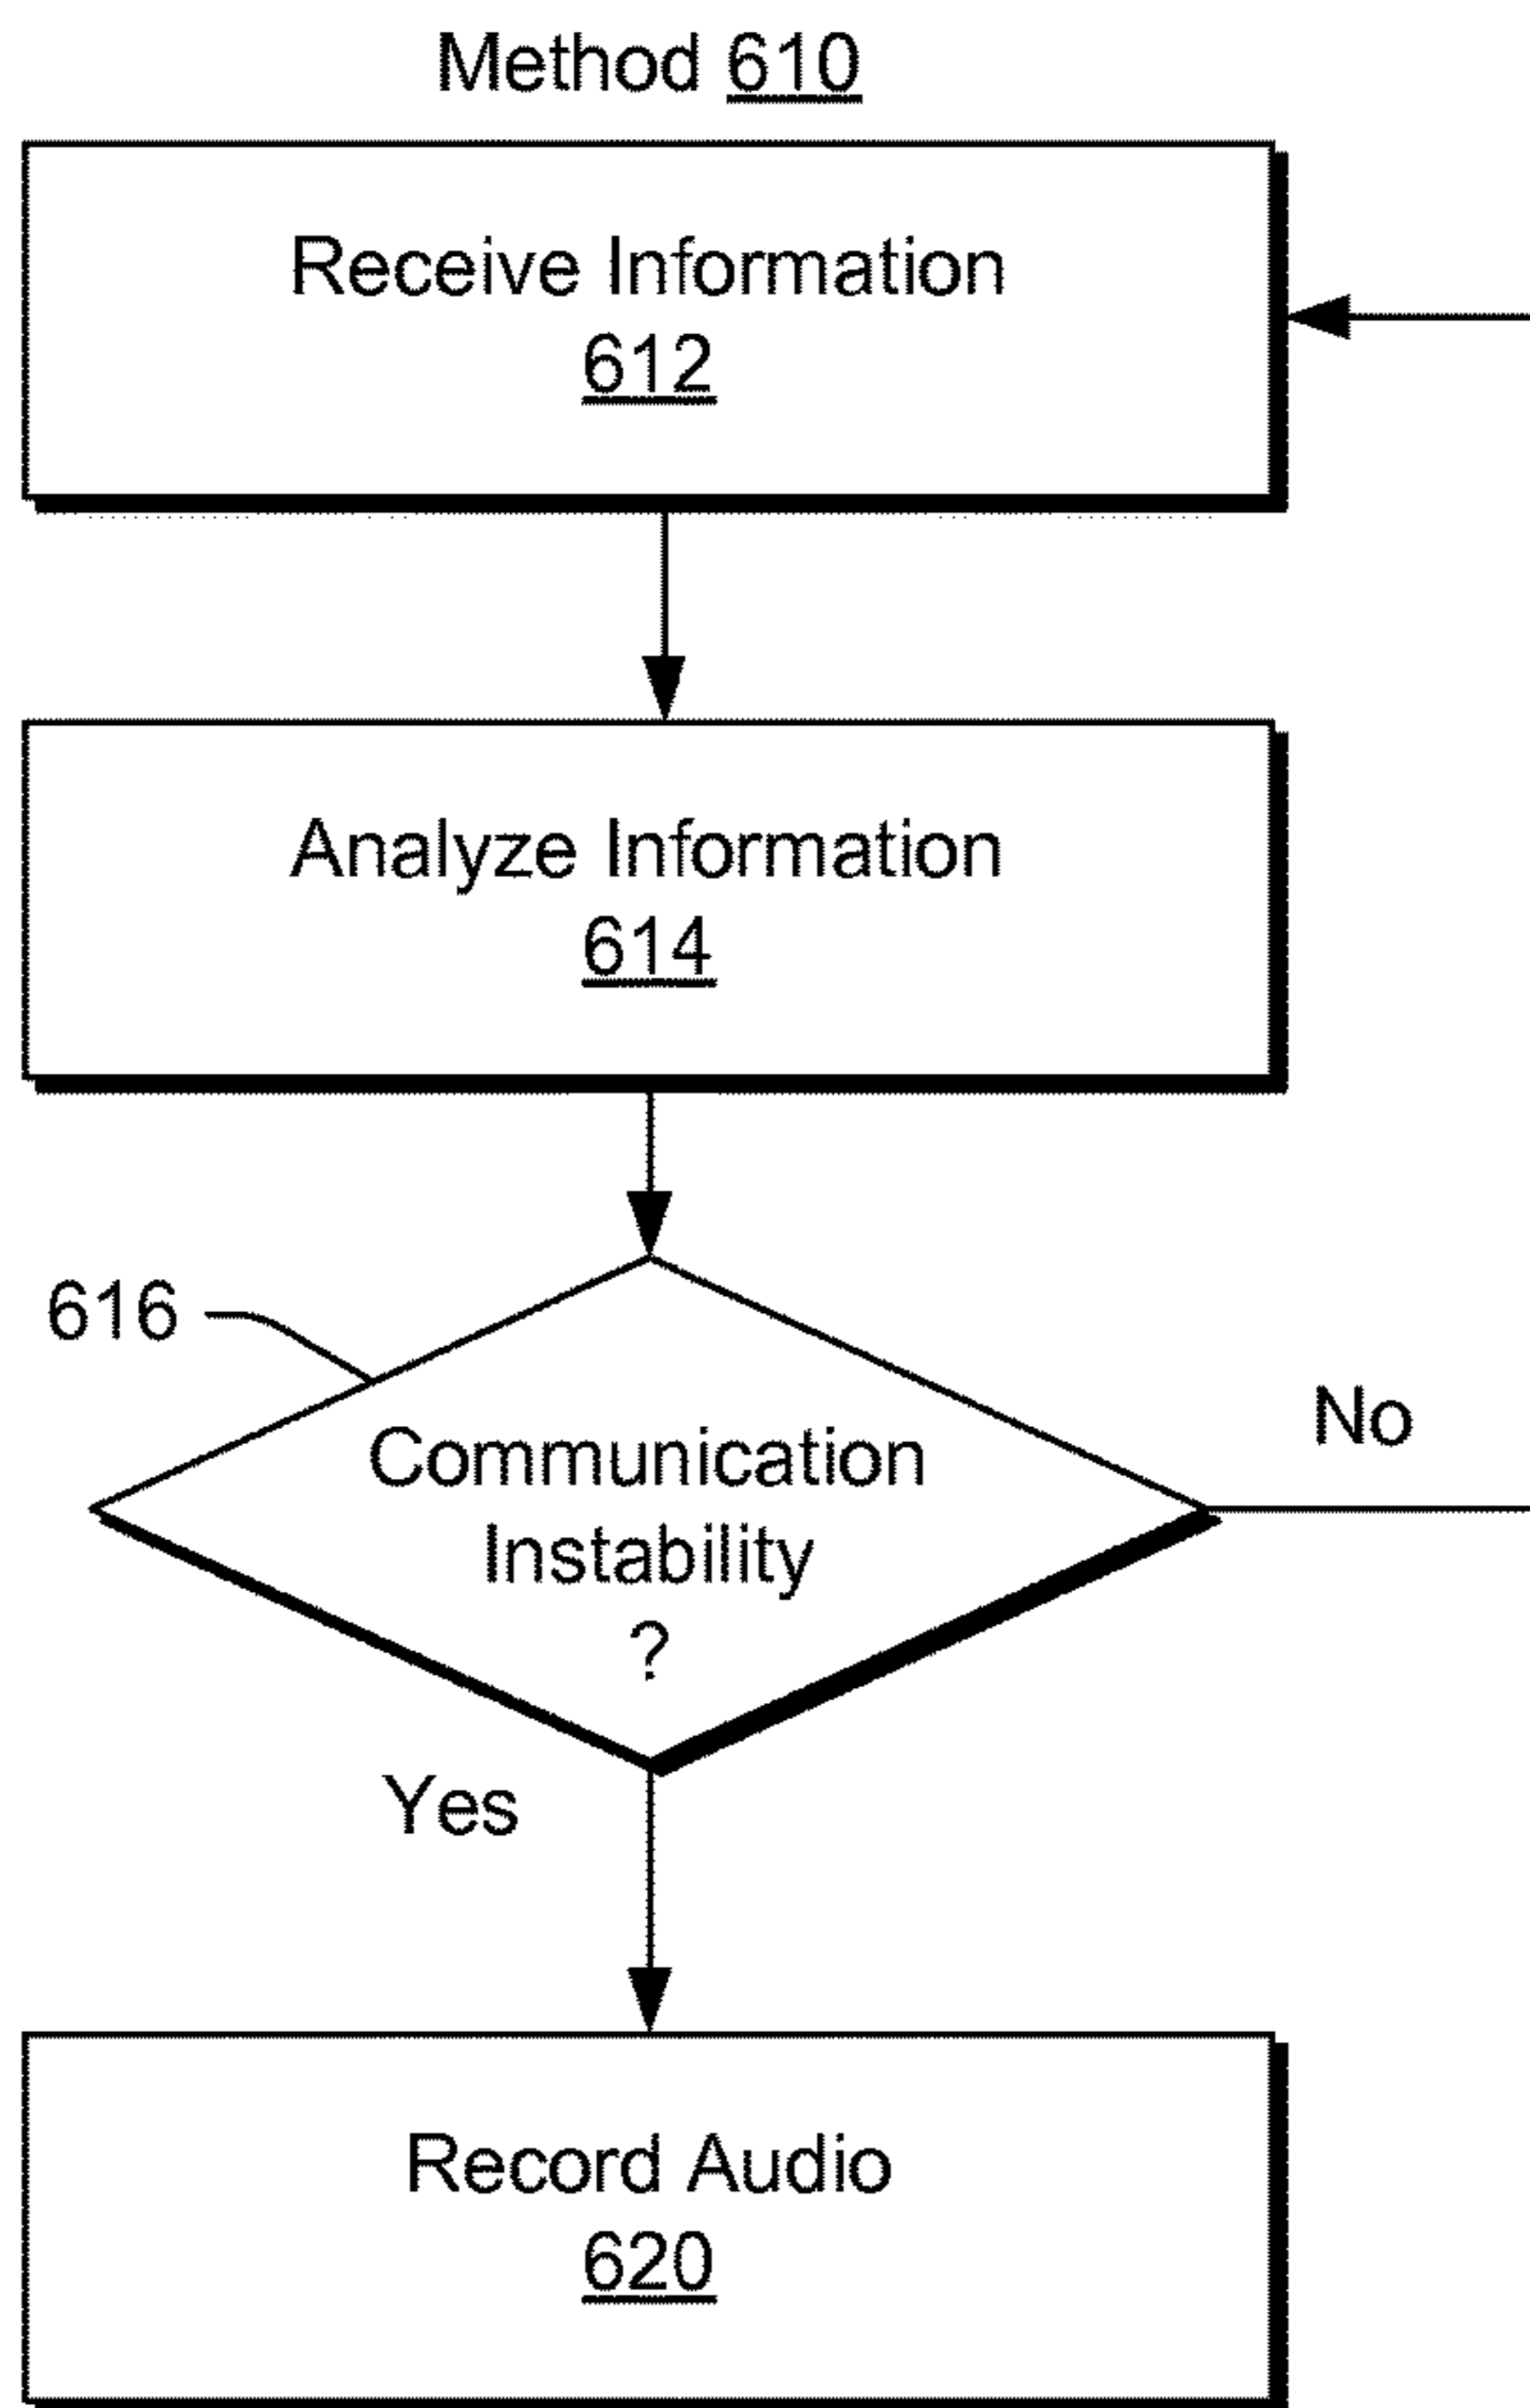 Method 610
Receive Information
612
Analyze Information
614
616
Communication
Instability
?
No
Yes
Record Audio
620